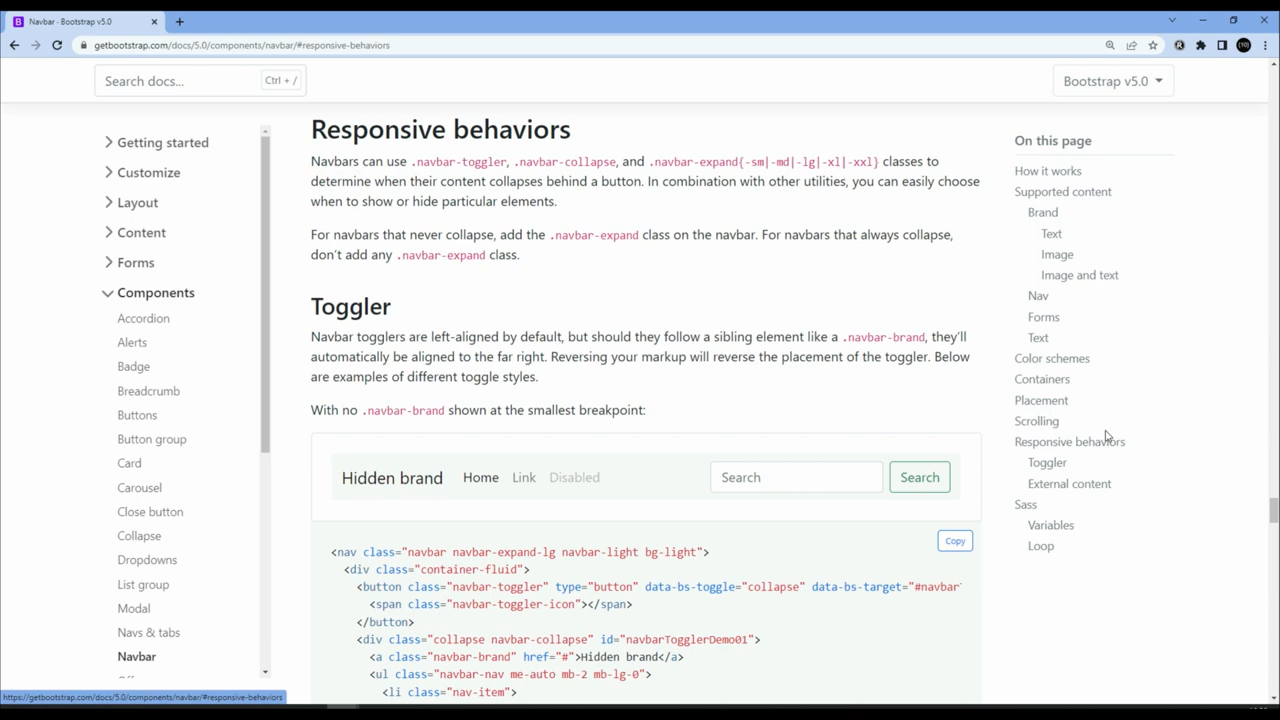 Navbar · Bootstrap v5.0
getbootstrap.com/docs/5.0/components/navbar/#responsive-behaviors
Search docs...
Ctrl + /
Bootstrap v5.0
Getting started
Customize
Layout
Content
Forms
Components
Accordion
Alerts
Badge
Breadcrumb
Buttons
Button group
Card
Carousel
Close button
Collapse
Dropdowns
List group
Modal
Navs & tabs
Navbar
https://getbootstrap.com/docs/5.0/components/navbar/#responsive-behaviors
Responsive behaviors
Navbars can use .navbar-toggler, .navbar-collapse, and .navbar-expand{-sm|-md|-lg|-xl|-xxl} classes to
determine when their content collapses behind a button. In combination with other utilities, you can easily choose
when to show or hide particular elements.
For navbars that never collapse, add the .navbar-expand class on the navbar. For navbars that always collapse,
don't add any .navbar-expand class.
Toggler
Navbar togglers are left-aligned by default, but should they follow a sibling element like a .navbar-brand, they'll
automatically be aligned to the far right. Reversing your markup will reverse the placement of the toggler. Below
are examples of different toggle styles.
With no .navbar-brand shown at the smallest breakpoint:
Hidden brand Home Link Disabled Search Search
Copy
<nav class="navbar navbar-expand-lg navbar-light bg-light">
<div class="container-fluid">
<button class="navbar-toggler" type="button" data-bs-toggle="collapse" data-bs-target="#navbar
<span class="navbar-toggler-icon"></span>
</button>
<div class="collapse navbar-collapse" id="navbarTogglerDemo01">
<a class="navbar-brand" href="#">Hidden brand</a>
<ul class="navbar-nav me-auto mb-2 mb-lg-0">
<li class="nav-item">
On this page
How it works
Supported content
Brand
Text
Image
Image and text
Nav
Forms
Text
Color schemes
Containers
Placement
Scrolling
Responsive behaviors
Toggler
External content
Sass
Variables
Loop